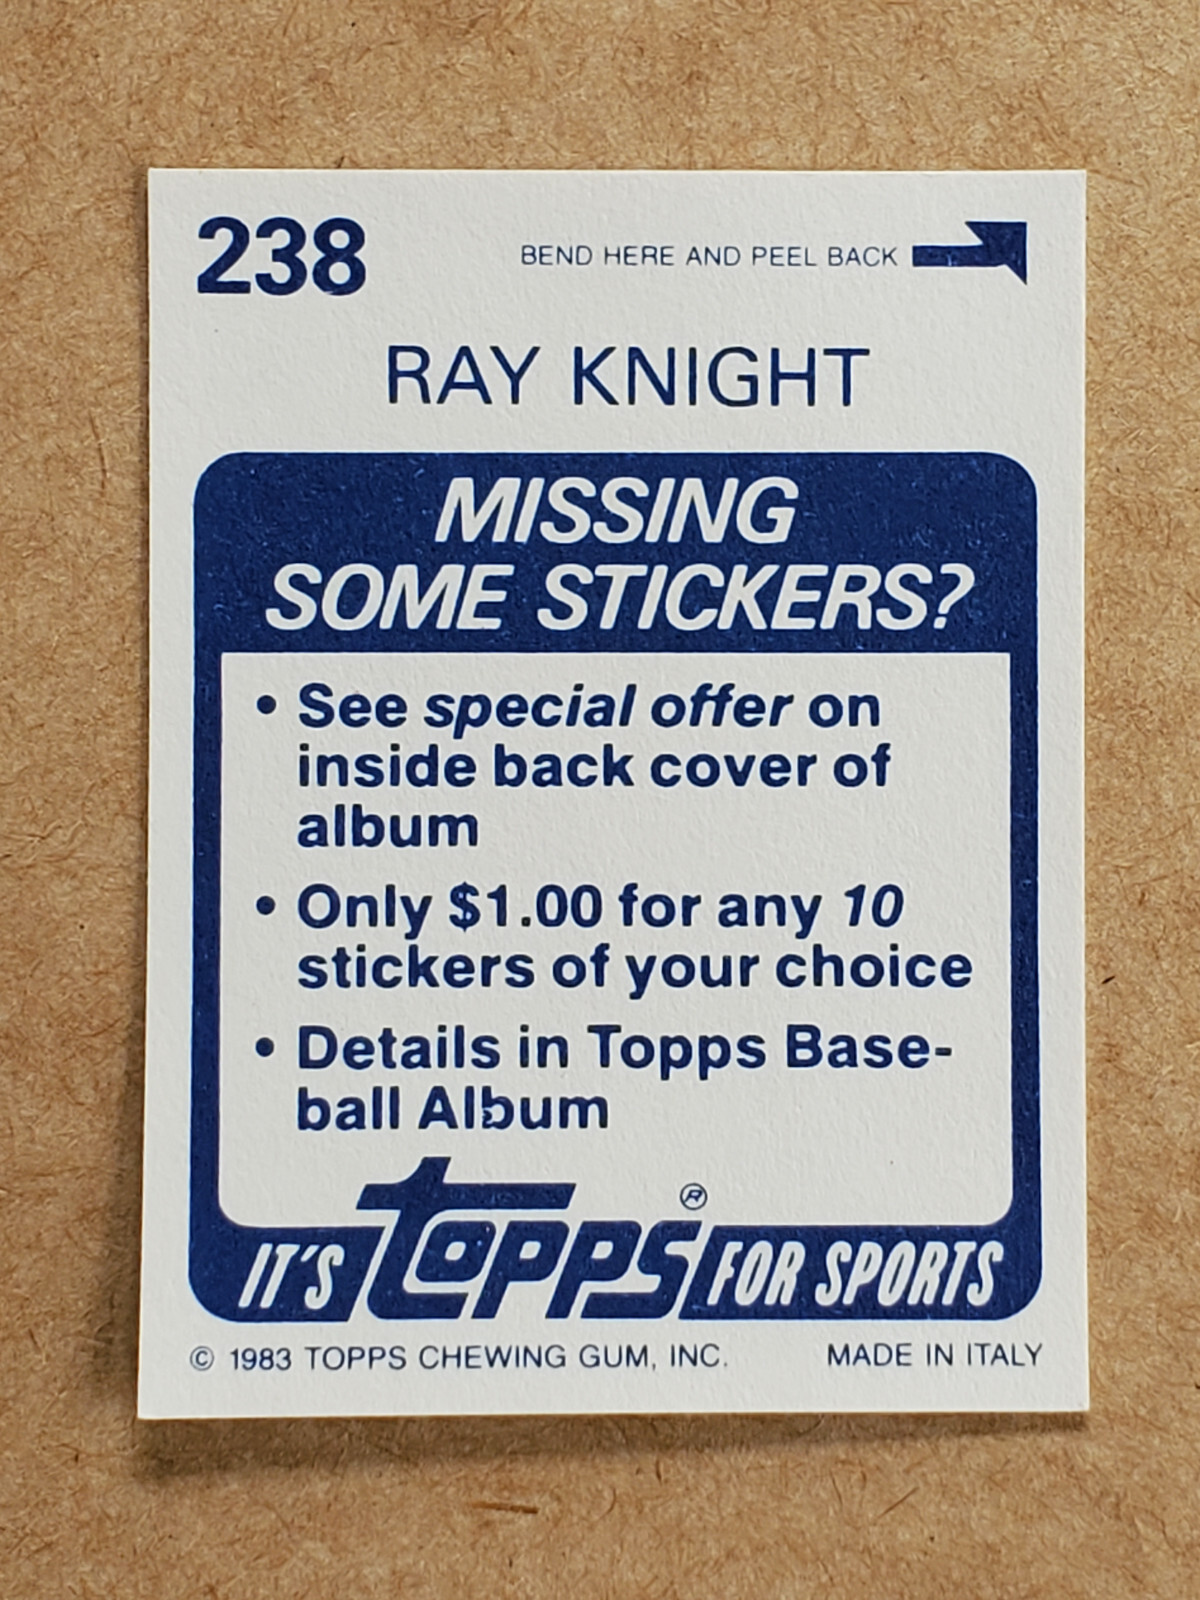 238
BEND HERE AND PEEL BACK
RAY KNIGHT
MISSING
SOME STICKERS?
• See special offer on
inside back cover of
album
• Only $1.00 for any 10
stickers of your choice
• Details in Topps Base-
ball Album
IT'S topps® FOR SPORTS
© 1983 TOPPS CHEWING GUM, INC. MADE IN ITALY